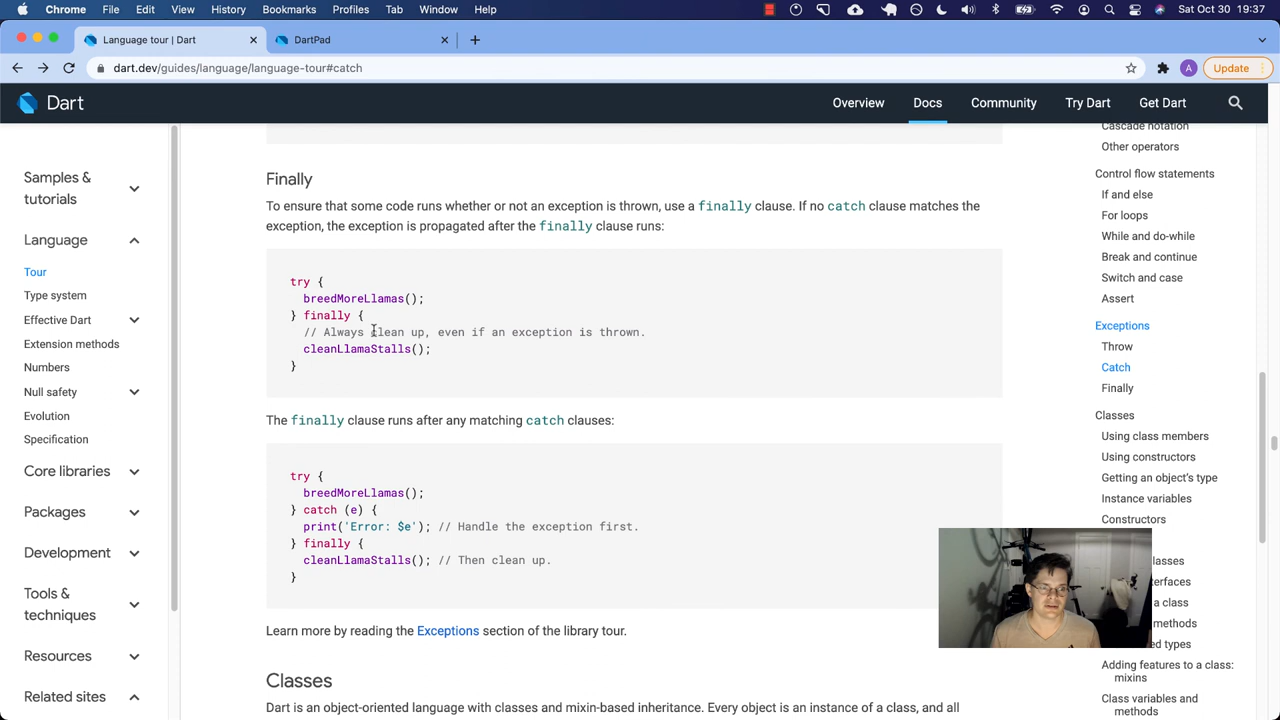 Chrome File Edit View History Bookmarks Profiles Tab Window Help Sat Oct 30 19:37
Language tour | Dart
DartPad
dart.dev/guides/language/language-tour#catch
A
Update
Dart
Overview Docs Community Try Dart Get Dart
Samples &
tutorials
Language
Tour
Type system
Effective Dart
Extension methods
Numbers
Null safety
Evolution
Specification
Core libraries
Packages
Development
Tools &
techniques
Resources
Related sites
Finally
To ensure that some code runs whether or not an exception is thrown, use a finally clause. If no catch clause matches the
exception, the exception is propagated after the finally clause runs:
try {
breedMoreLlamas();
} finally {
// Always clean up, even if an exception is thrown.
cleanLlamaStalls();
}
The finally clause runs after any matching catch clauses:
try {
breedMoreLlamas();
} catch (e) {
print('Error: $e'); // Handle the exception first.
} finally {
cleanLlamaStalls(); // Then clean up.
}
Learn more by reading the Exceptions section of the library tour.
Classes
Dart is an object-oriented language with classes and mixin-based inheritance. Every object is an instance of a class, and all
Cascade notation
Other operators
Control flow statements
If and else
For loops
While and do-while
Break and continue
Switch and case
Assert
Exceptions
Throw
Catch
Finally
Classes
Using class members
Using constructors
Getting an object's type
Instance variables
Constructors
lasses
terfaces
a class
methods
ed types
Adding features to a class:
mixins
Class variables and
methods